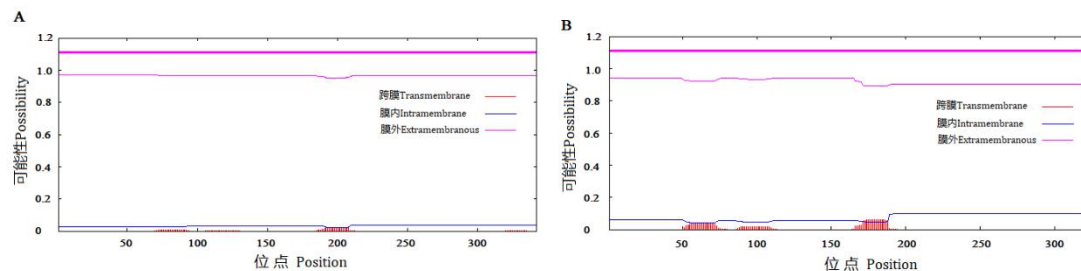 A
可能性Possibility
1.2
1.0
0.8
0.6
0.4
0.2
0
跨膜Transmembrane
膜内Intramembrane
膜外Extramembranous
50
100
150
200
250
300
位 点 Position
B
可能性Possibility
1.2
1.0
0.8
0.6
0.4
0.2
0
跨膜Transmembrane
膜内Intramembrane
膜外Extramembranous
50
100
150
200
250
300
位 点 Position